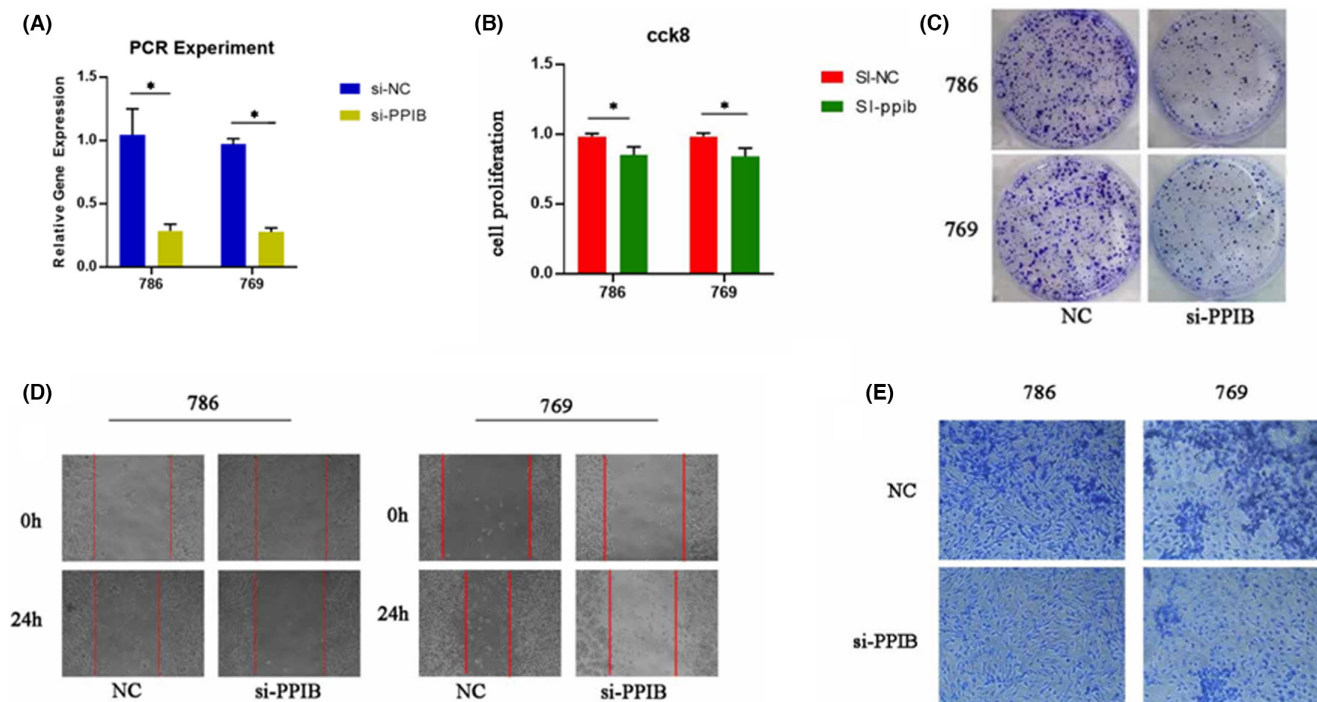 (A)
PCR Experiment
Relative Gene Expression
1.5
1.0
0.5
0.0
*
*
786
769
si-NC
si-PPIB
(B)
cck8
cell proliferation
1.5
1.0
0.5
0.0
*
*
786
769
SI-NC
SI-ppib
(C)
786
769
NC
si-PPIB
(D)
786
769
0h
0h
24h
24h
NC
si-PPIB
NC
si-PPIB
(E)
786
769
NC
si-PPIB